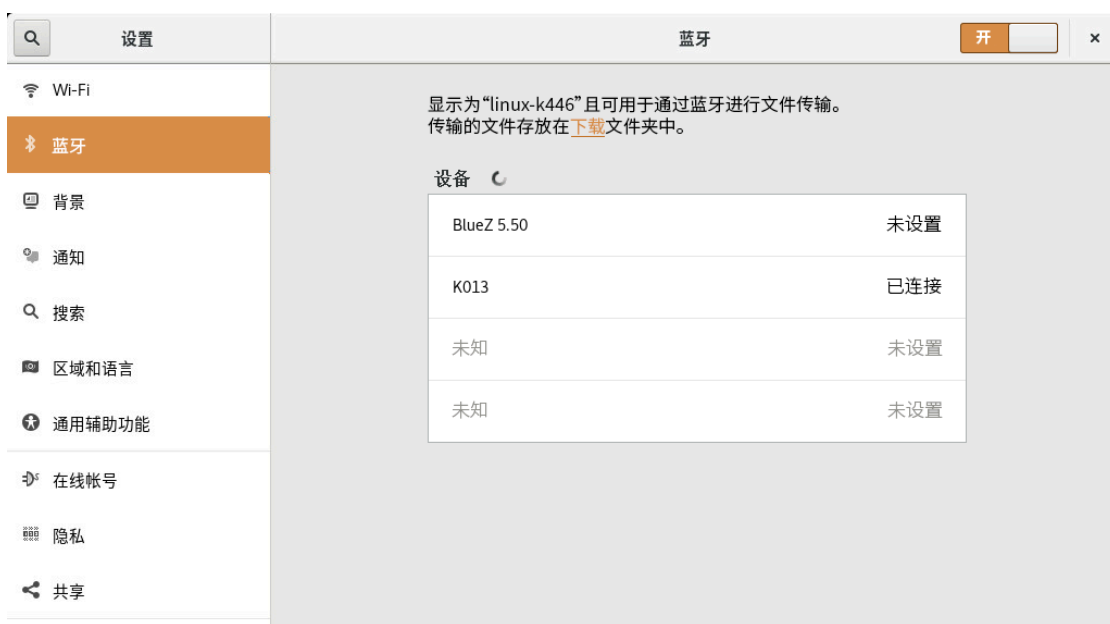 设置
蓝牙
开
×
Wi-Fi
蓝牙
背景
通知
搜索
区域和语言
通用辅助功能
在线帐号
隐私
共享
显示为“linux-k446”且可用于通过蓝牙进行文件传输。
传输的文件存放在下载文件夹中。
设备
BlueZ 5.50 未设置
K013 已连接
未知 未设置
未知 未设置